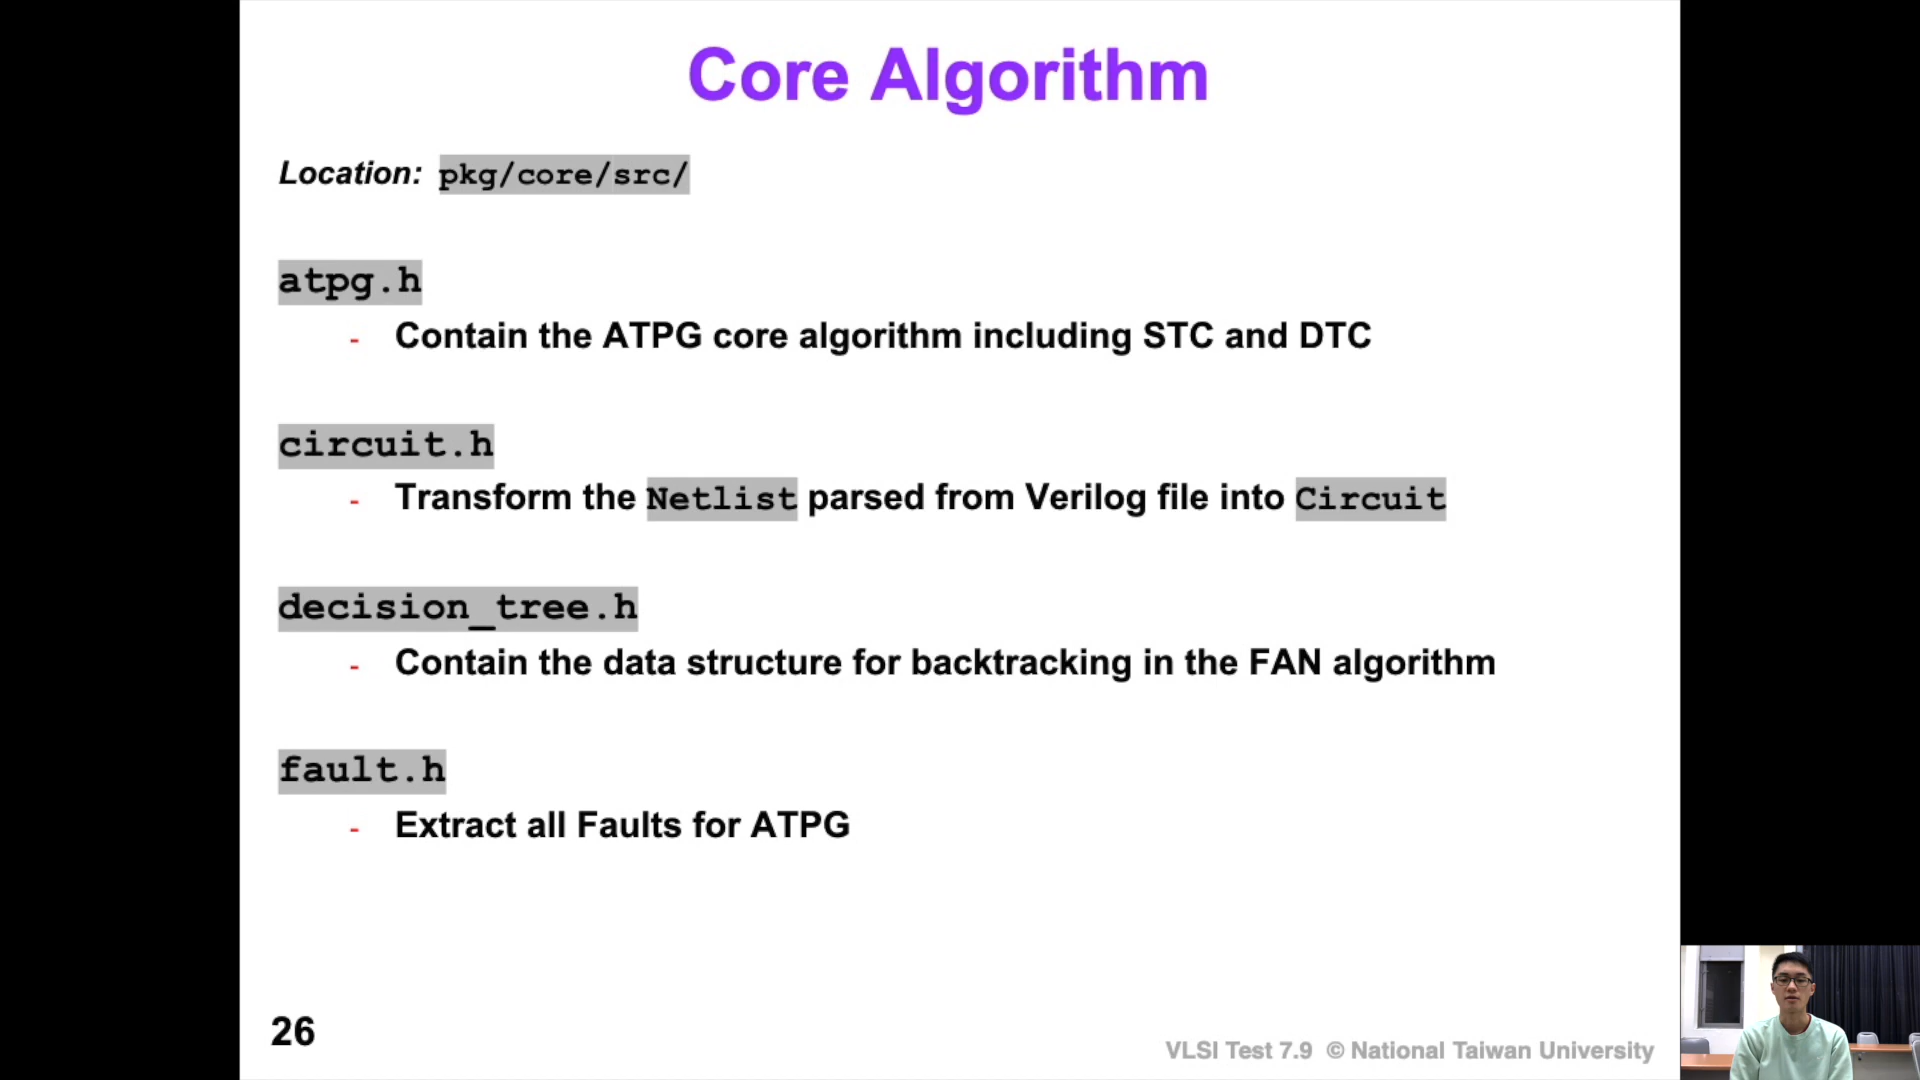 Core Algorithm
Location: pkg/core/src/
atpg.h
- Contain the ATPG core algorithm including STC and DTC
circuit.h
- Transform the Netlist parsed from Verilog file into Circuit
decision_tree.h
- Contain the data structure for backtracking in the FAN algorithm
fault.h
- Extract all Faults for ATPG
26
VLSI Test 7.9 © National Taiwan University